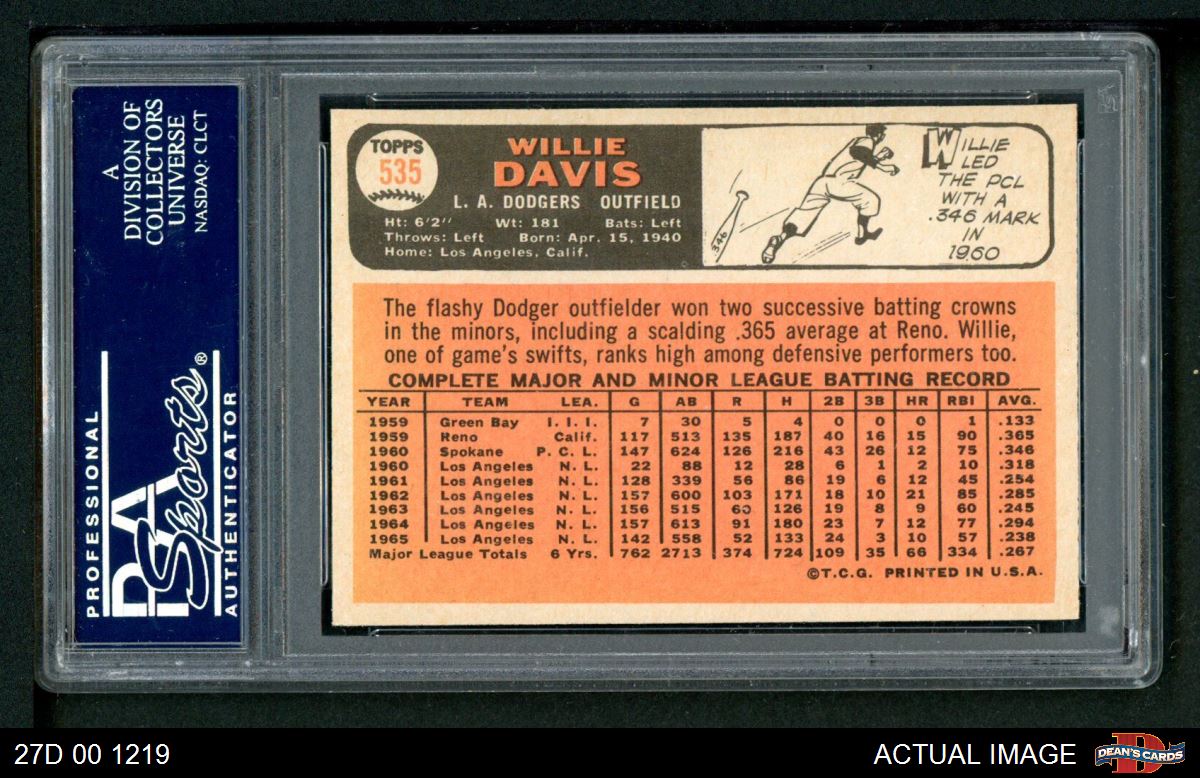 A
DIVISION OF
COLLECTORS
UNIVERSE
NASDAQ: CLCT
PROFESSIONAL
PSA
Sports®
AUTHENTICATOR
TOPPS
535
WILLIE
DAVIS
L. A. DODGERS OUTFIELD
Ht: 6'2" Wt: 181 Bats: Left
Throws: Left Born: Apr. 15, 1940
Home: Los Angeles, Calif.
.346
WILLIE
LED
THE PCL
WITH A
.346 MARK
IN
1960
The flashy Dodger outfielder won two successive batting crowns
in the minors, including a scalding .365 average at Reno. Willie,
one of game's swifts, ranks high among defensive performers too.
COMPLETE MAJOR AND MINOR LEAGUE BATTING RECORD
YEAR TEAM LEA. G AB R H 2B 3B HR RBI AVG.
1959 Green Bay I. I. I. 7 30 5 4 0 0 0 1 .133
1959 Reno Calif. 117 513 135 187 40 16 15 90 .365
1960 Spokane P. C. L. 147 624 126 216 43 26 12 75 .346
1960 Los Angeles N. L. 22 88 12 28 6 1 2 10 .318
1961 Los Angeles N. L. 128 339 56 86 19 6 12 45 .254
1962 Los Angeles N. L. 157 600 103 171 18 10 21 85 .285
1963 Los Angeles N. L. 156 515 60 126 19 8 9 60 .245
1964 Los Angeles N. L. 157 613 91 180 23 7 12 77 .294
1965 Los Angeles N. L. 142 558 52 133 24 3 10 57 .238
Major League Totals 6 Yrs. 762 2713 374 724 109 35 66 334 .267
©T.C.G. PRINTED IN U.S.A.
27D 00 1219
ACTUAL IMAGE
DEAN'S CARDS